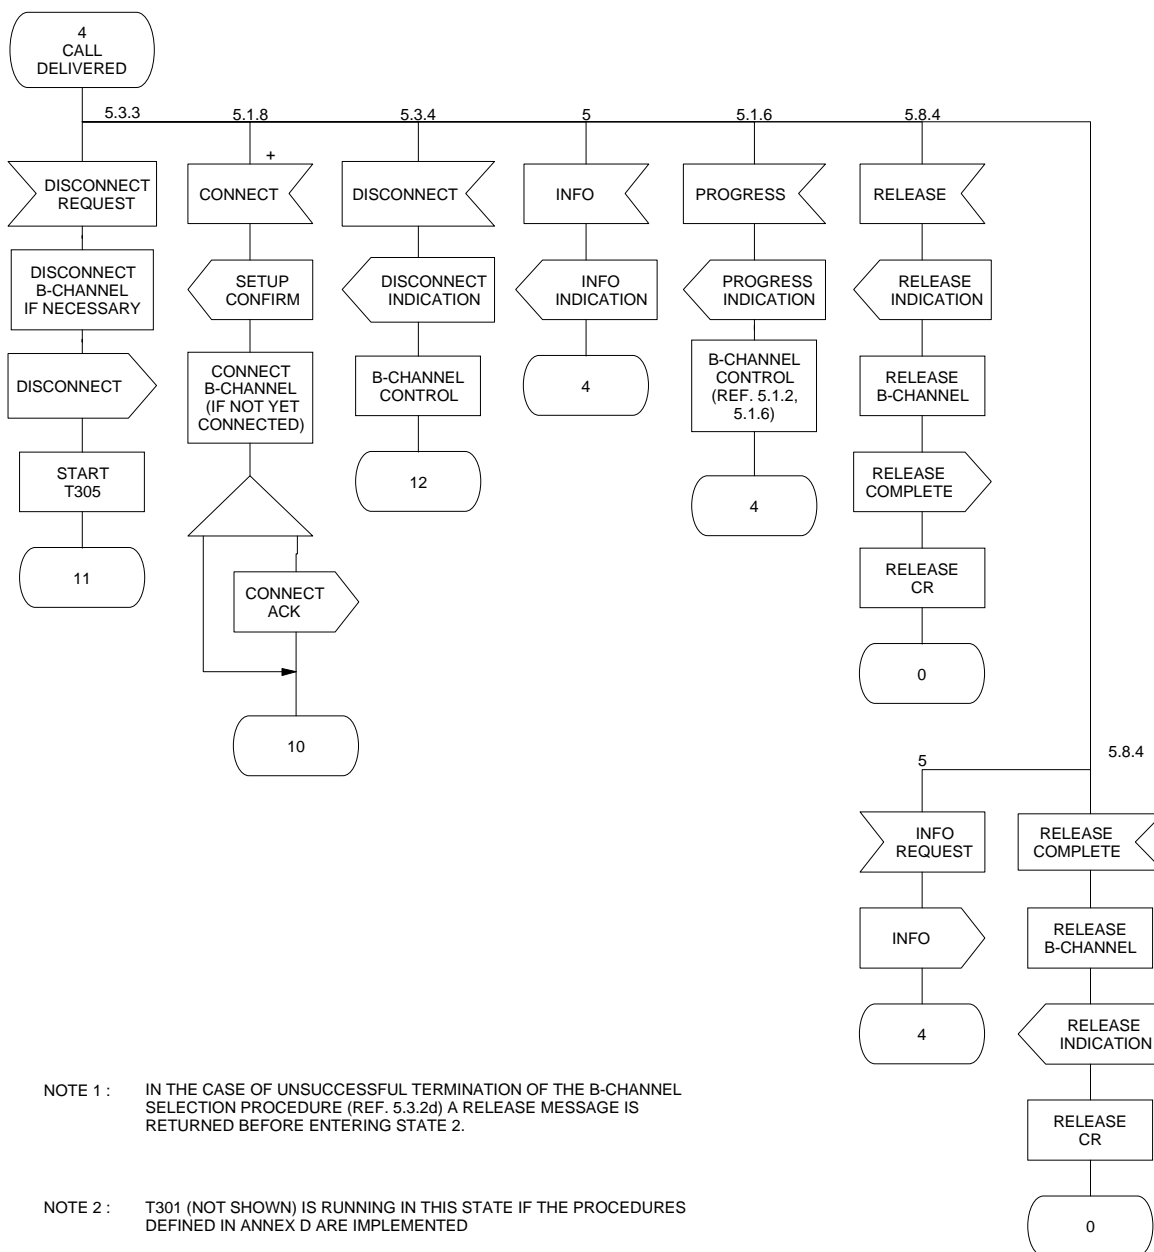 4
CALL
DELIVERED
5.3.3
5.1.8
5.3.4
5
5.1.6
5.8.4
+
DISCONNECT
REQUEST
CONNECT
DISCONNECT
INFO
PROGRESS
RELEASE
DISCONNECT
B-CHANNEL
IF NECESSARY
SETUP
CONFIRM
DISCONNECT
INDICATION
INFO
INDICATION
PROGRESS
INDICATION
RELEASE
INDICATION
DISCONNECT
CONNECT
B-CHANNEL
(IF NOT YET
CONNECTED)
B-CHANNEL
CONTROL
4
B-CHANNEL
CONTROL
(REF. 5.1.2,
5.1.6)
RELEASE
B-CHANNEL
START
T305
12
4
RELEASE
COMPLETE
11
CONNECT
ACK
RELEASE
CR
0
10
5
5.8.4
INFO
REQUEST
RELEASE
COMPLETE
INFO
RELEASE
B-CHANNEL
4
RELEASE
INDICATION
RELEASE
CR
0
NOTE 1 : IN THE CASE OF UNSUCCESSFUL TERMINATION OF THE B-CHANNEL
SELECTION PROCEDURE (REF. 5.3.2d) A RELEASE MESSAGE IS
RETURNED BEFORE ENTERING STATE 2.
NOTE 2 : T301 (NOT SHOWN) IS RUNNING IN THIS STATE IF THE PROCEDURES
DEFINED IN ANNEX D ARE IMPLEMENTED